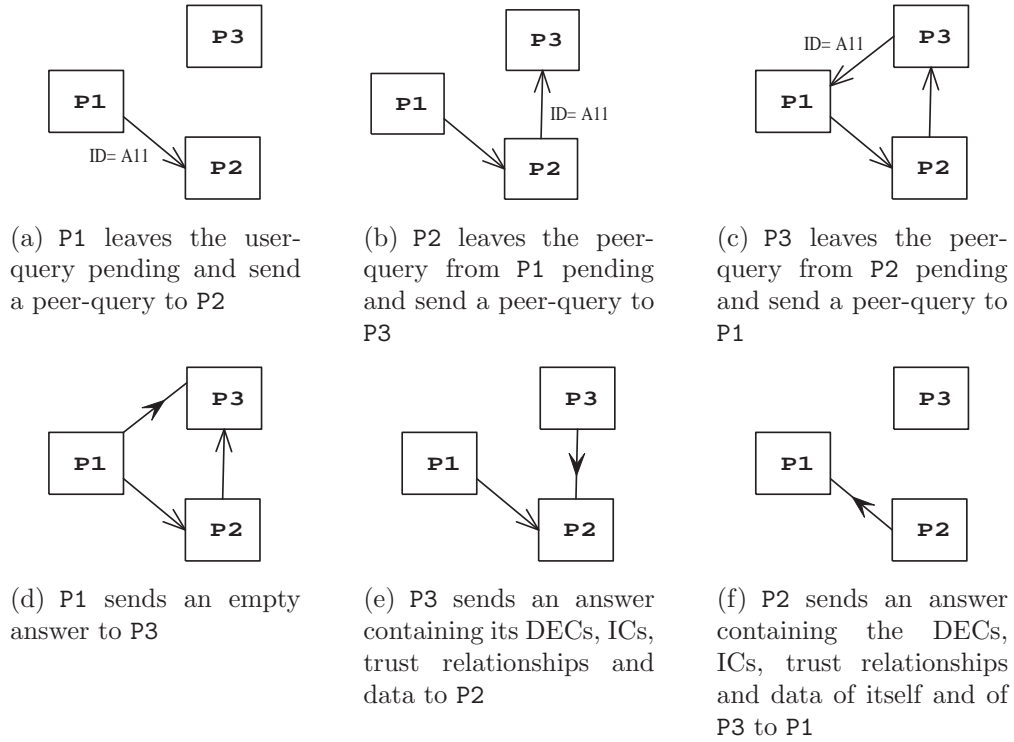 P3
P1
ID= A11
P2
(a) P1 leaves the user-
query pending and send
a peer-query to P2
P3
P1
ID= A11
P2
(b) P2 leaves the peer-
query from P1 pending
and send a peer-query to
P3
ID= A11
P3
P1
P2
(c) P3 leaves the peer-
query from P2 pending
and send a peer-query to
P1
P3
P1
P2
(d) P1 sends an empty
answer to P3
P3
P1
P2
(e) P3 sends an answer
containing its DECs, ICs,
trust relationships and
data to P2
P3
P1
P2
(f) P2 sends an answer
containing the DECs,
ICs, trust relationships
and data of itself and of
P3 to P1